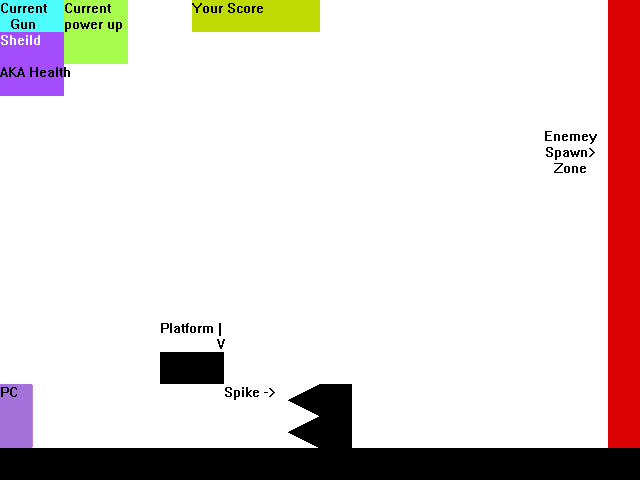 Current
Gun
Current
power up
Your Score
Sheild
AKA Health
Enemey
Spawn>
Zone
Platform |
V
PC
Spike ->